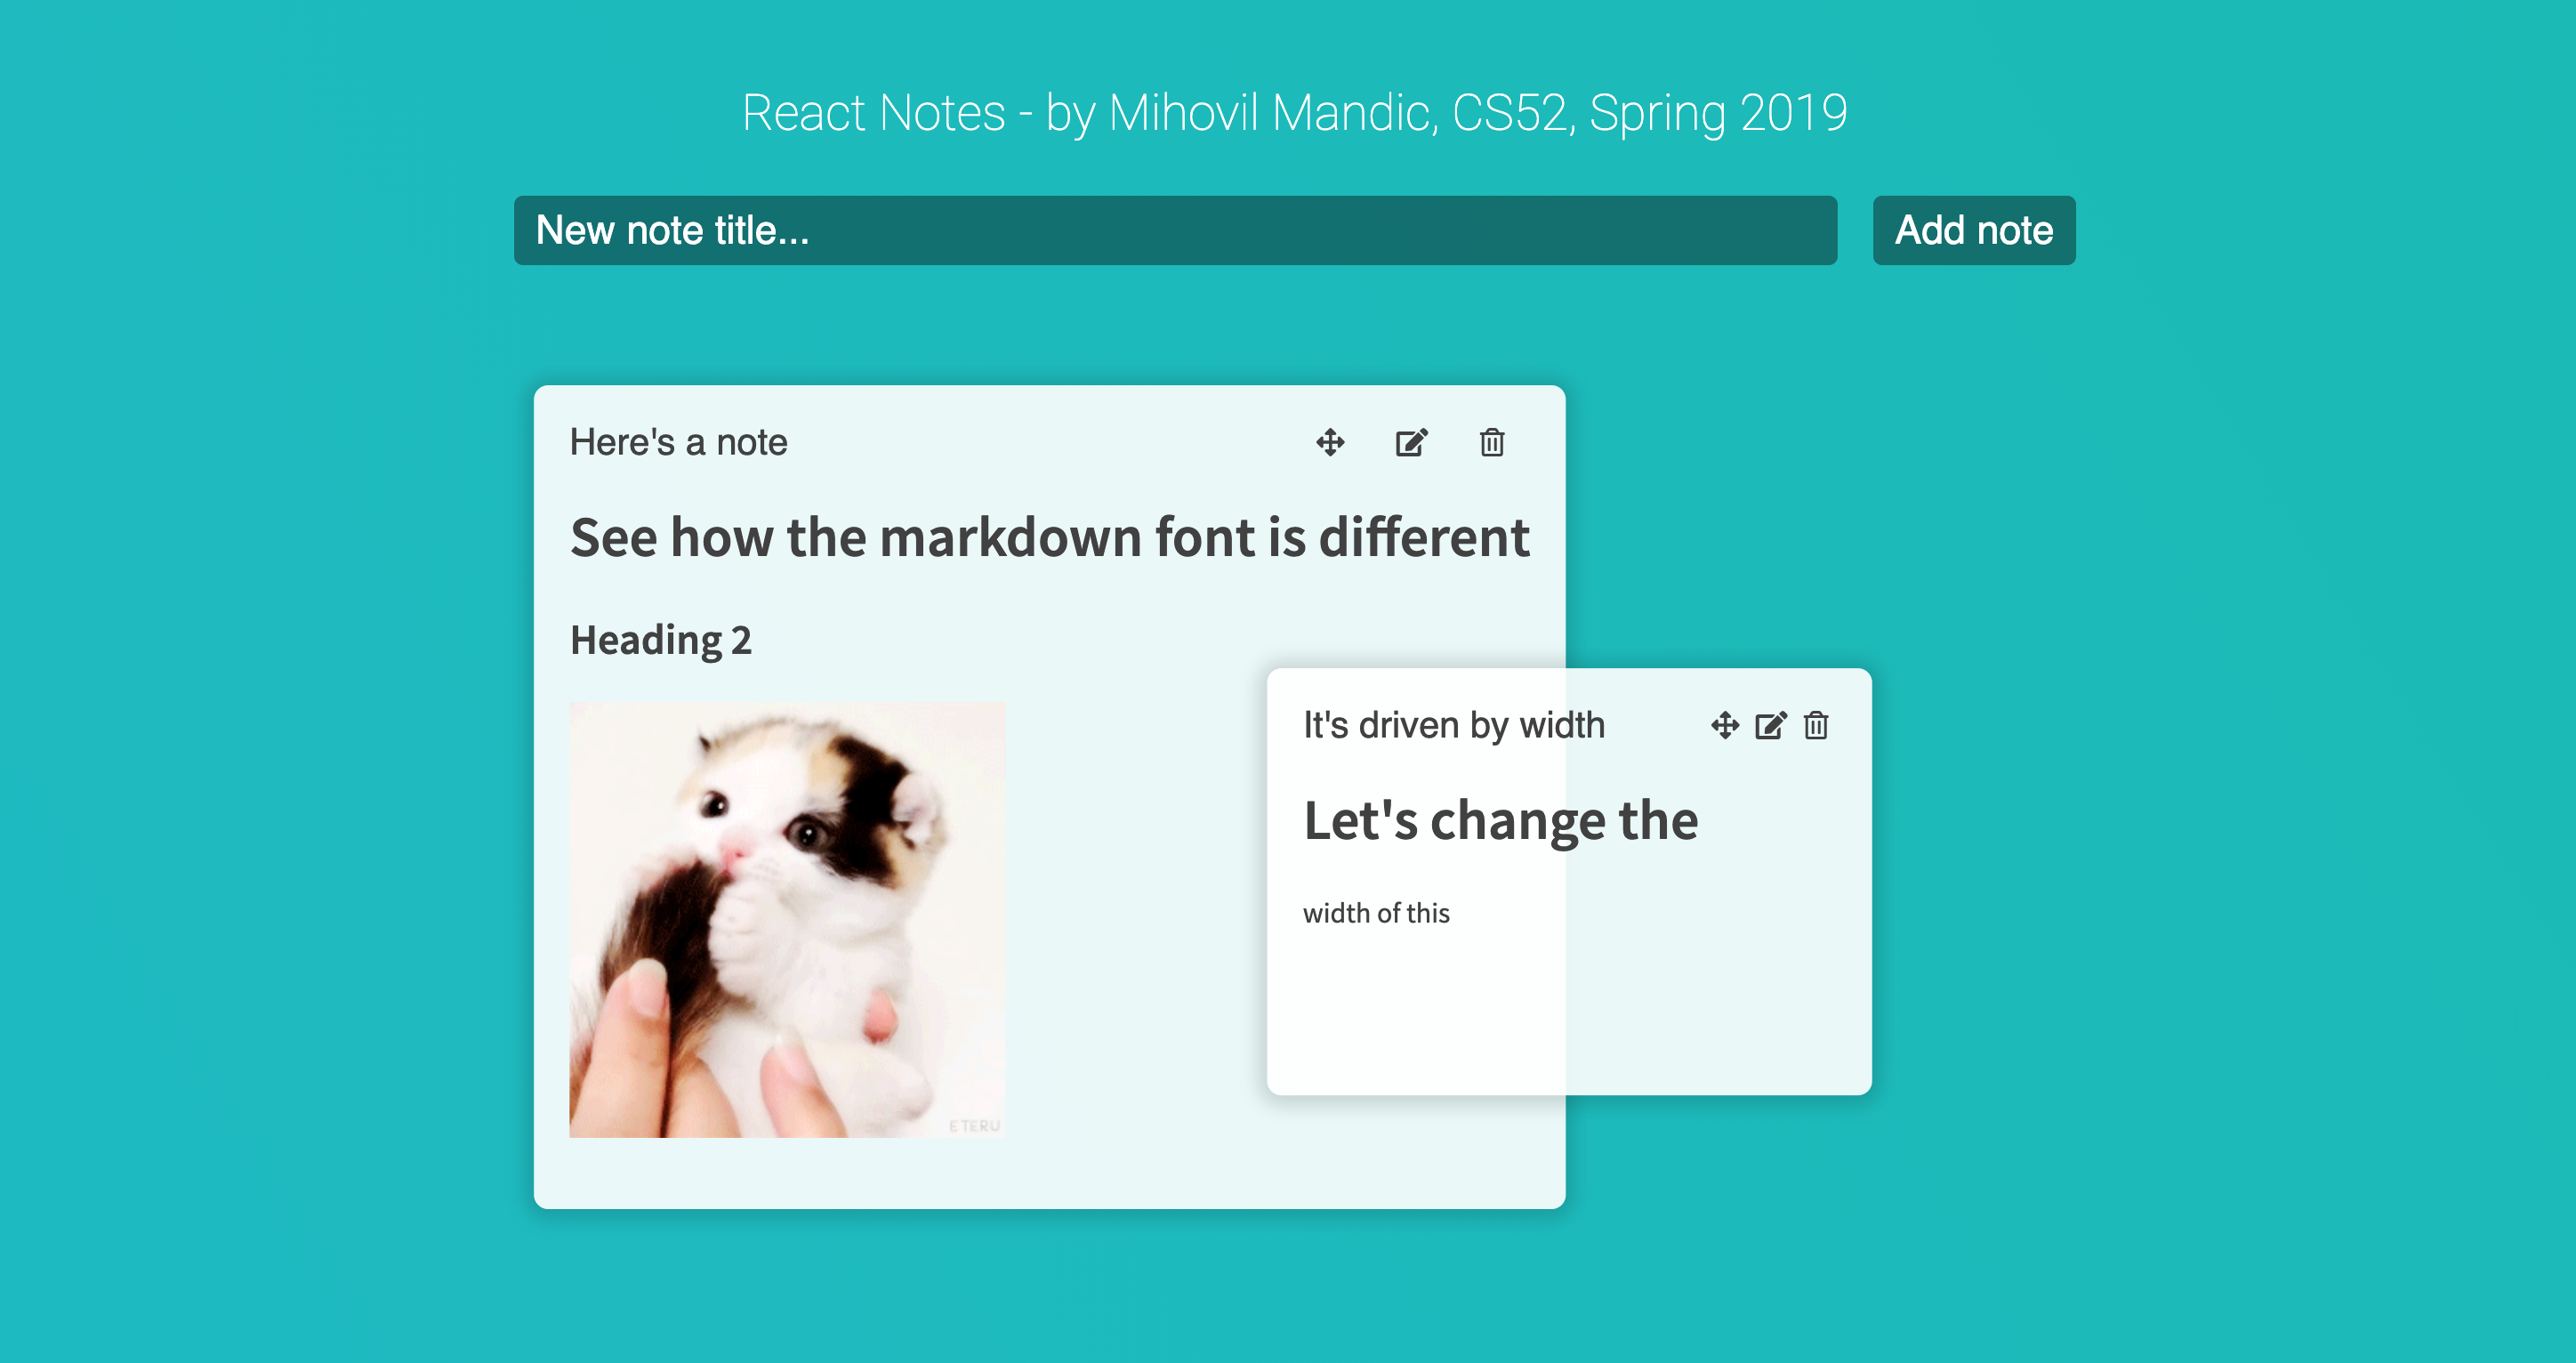 React Notes - by Mihovil Mandic, CS52, Spring 2019
New note title...
Add note
Here's a note
See how the markdown font is different
Heading 2
ETERU
It's driven by width
Let's change the
width of this